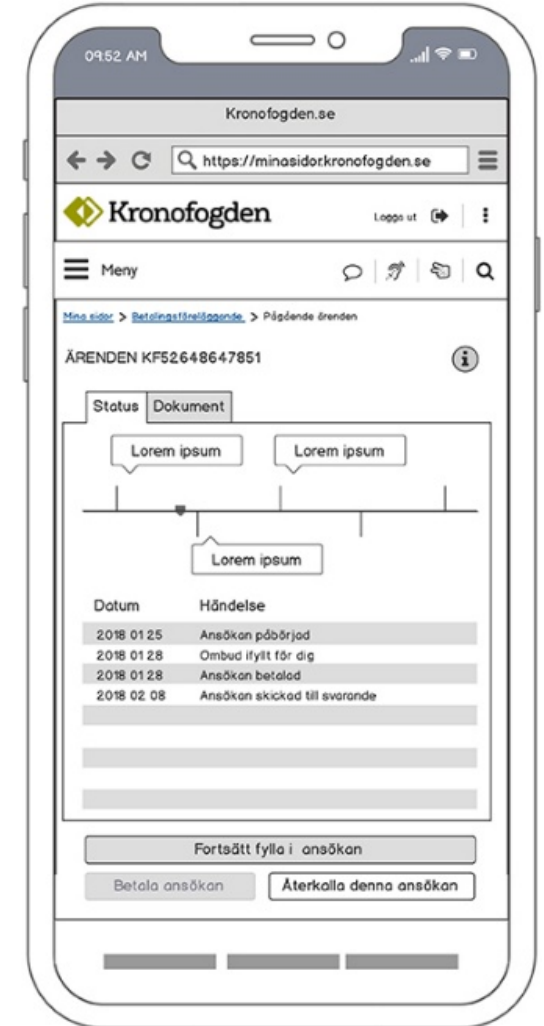 09:52 AM
Kronofogden.se
https://minasidor.kronofogden.se
Kronofogden
Logga ut
Meny
Mina sidor > Betalingsföreläggande > Pågående ärenden
ÄRENDEN KF52648647851
Status Dokument
Lorem ipsum Lorem ipsum
Lorem ipsum
Datum Händelse
2018 01 25 Ansökan påbörjad
2018 01 28 Ombud ifyllt för dig
2018 01 28 Ansökan betalad
2018 02 08 Ansökan skickad till svarande
Fortsätt fylla i ansökan
Betala ansökan Återkalla denna ansökan